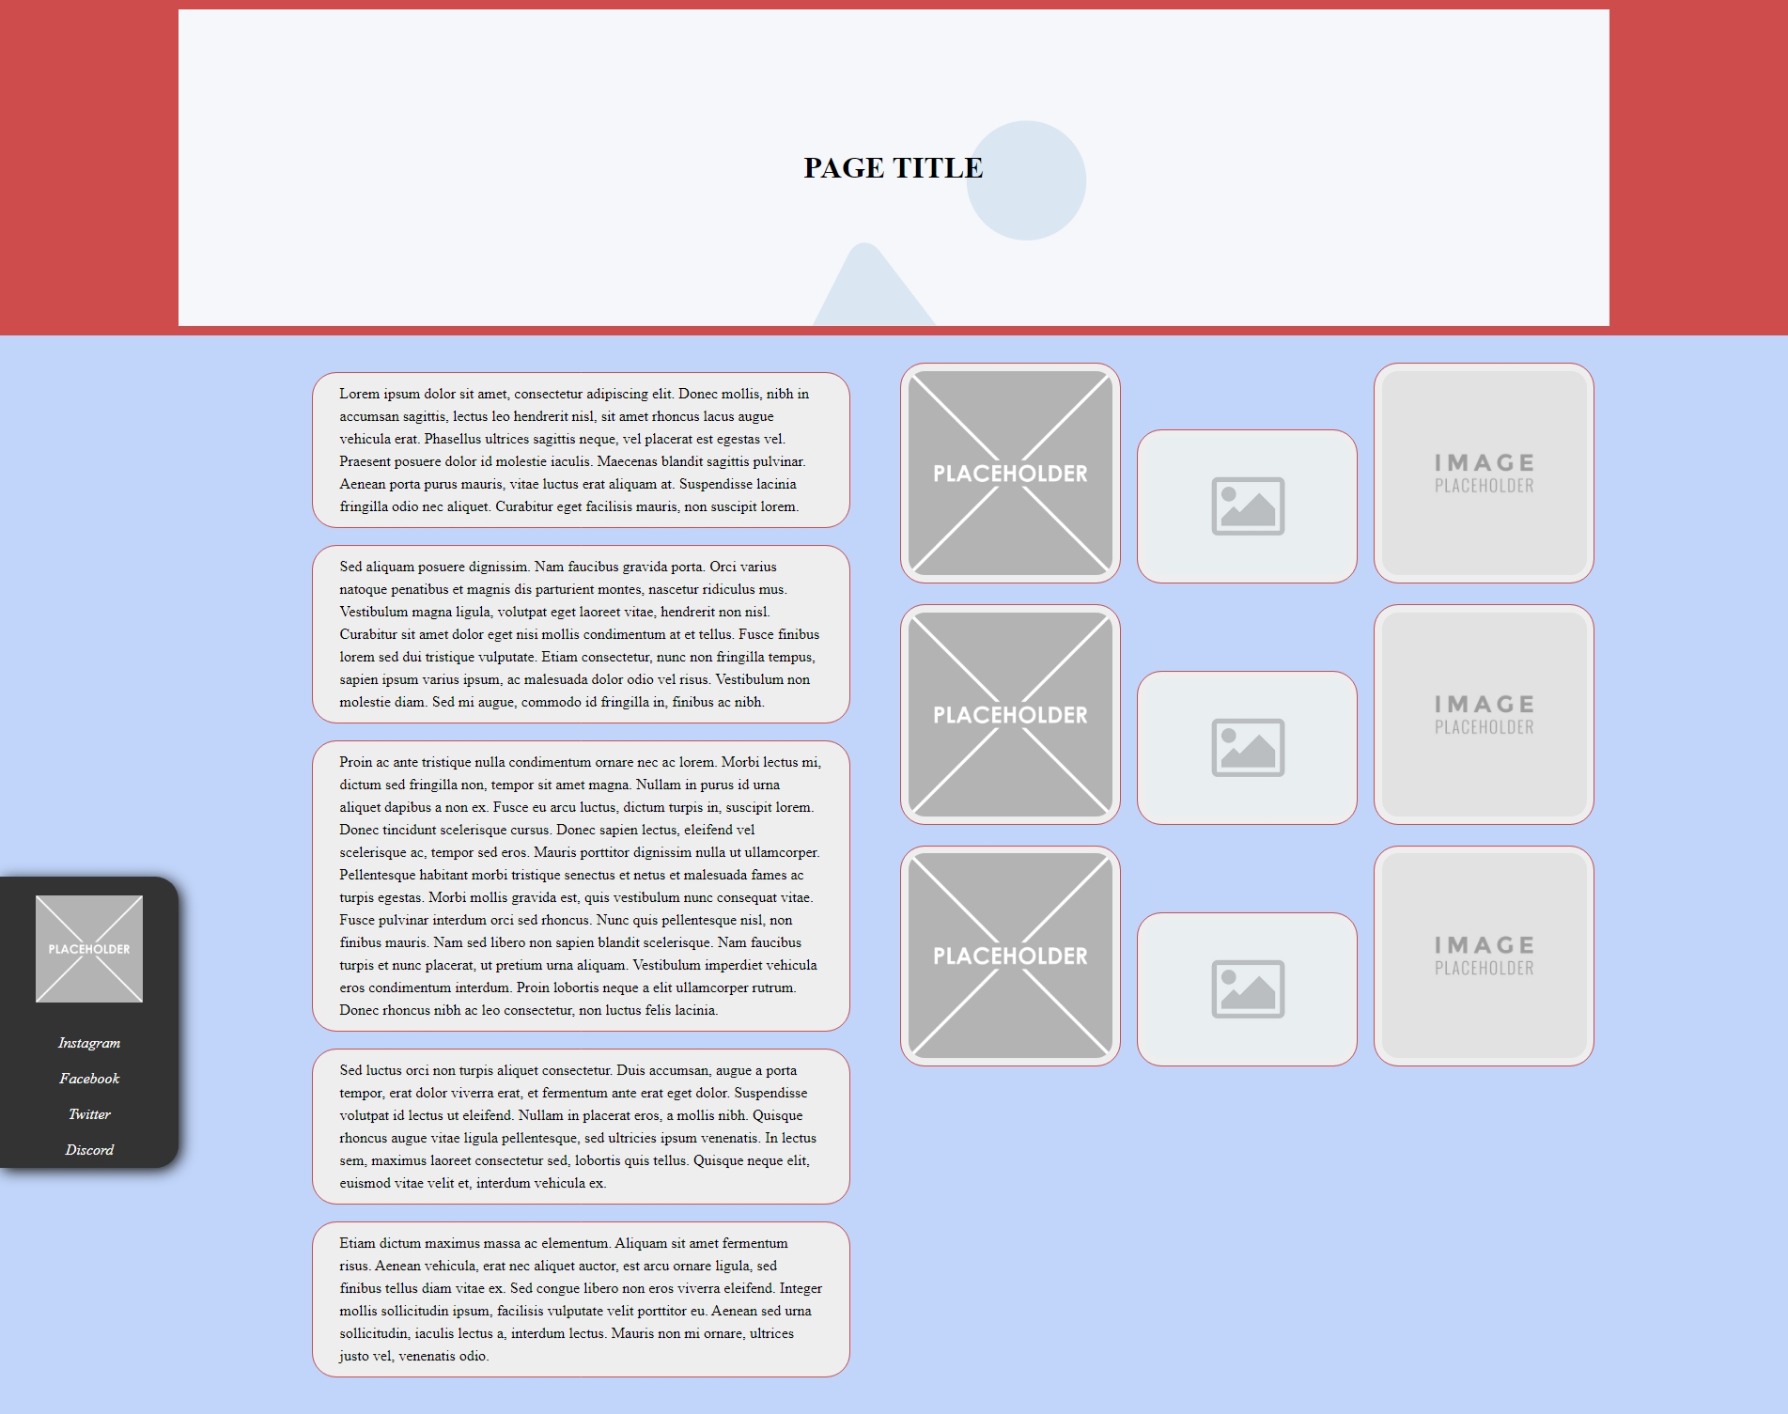 PAGE TITLE
Lorem ipsum dolor sit amet, consectetur adipiscing elit. Donec mollis, nibh in
accumsan sagittis, lectus leo hendrerit nisl, sit amet rhoncus lacus augue
vehicula erat. Phasellus ultrices sagittis neque, vel placerat est egestas vel.
Praesent posuere dolor id molestie iaculis. Maecenas blandit sagittis pulvinar.
Aenean porta purus mauris, vitae luctus erat aliquam at. Suspendisse lacinia
fringilla odio nec aliquet. Curabitur eget facilisis mauris, non suscipit lorem.
Sed aliquam posuere dignissim. Nam faucibus gravida porta. Orci varius
natoque penatibus et magnis dis parturient montes, nascetur ridiculus mus.
Vestibulum magna ligula, volutpat eget laoreet vitae, hendrerit non nisl.
Curabitur sit amet dolor eget nisi mollis condimentum at et tellus. Fusce finibus
lorem sed dui tristique vulputate. Etiam consectetur, nunc non fringilla tempus,
sapien ipsum varius ipsum, ac malesuada dolor odio vel risus. Vestibulum non
molestie diam. Sed mi augue, commodo id fringilla in, finibus ac nibh.
Proin ac ante tristique nulla condimentum ornare nec ac lorem. Morbi lectus mi,
dictum sed fringilla non, tempor sit amet magna. Nullam in purus id urna
aliquet dapibus a non ex. Fusce eu arcu luctus, dictum turpis in, suscipit lorem.
Donec tincidunt scelerisque cursus. Donec sapien lectus, eleifend vel
scelerisque ac, tempor sed eros. Mauris porttitor dignissim nulla ut ullamcorper.
Pellentesque habitant morbi tristique senectus et netus et malesuada fames ac
turpis egestas. Morbi mollis gravida est, quis vestibulum nunc consequat vitae.
Fusce pulvinar interdum orci sed rhoncus. Nunc quis pellentesque nisl, non
finibus mauris. Nam sed libero non sapien blandit scelerisque. Nam faucibus
turpis et nunc placerat, ut pretium urna aliquam. Vestibulum imperdiet vehicula
eros condimentum interdum. Proin lobortis neque a elit ullamcorper rutrum.
Donec rhoncus nibh ac leo consectetur, non luctus felis lacinia.
Sed luctus orci non turpis aliquet consectetur. Duis accumsan, augue a porta
tempor, erat dolor viverra erat, et fermentum ante erat eget dolor. Suspendisse
volutpat id lectus ut eleifend. Nullam in placerat eros, a mollis nibh. Quisque
rhoncus augue vitae ligula pellentesque, sed ultricies ipsum venenatis. In lectus
sem, maximus laoreet consectetur sed, lobortis quis tellus. Quisque neque elit,
euismod vitae velit et, interdum vehicula ex.
Etiam dictum maximus massa ac elementum. Aliquam sit amet fermentum
risus. Aenean vehicula, erat nec aliquet auctor, est arcu ornare ligula, sed
finibus tellus diam vitae ex. Sed congue libero non eros viverra eleifend. Integer
mollis sollicitudin ipsum, facilisis vulputate velit porttitor eu. Aenean sed urna
sollicitudin, iaculis lectus a, interdum lectus. Mauris non mi ornare, ultrices
justo vel, venenatis odio.
PLACEHOLDER
IMAGE
PLACEHOLDER
PLACEHOLDER
IMAGE
PLACEHOLDER
PLACEHOLDER
IMAGE
PLACEHOLDER
PLACEHOLDER
Instagram
Facebook
Twitter
Discord